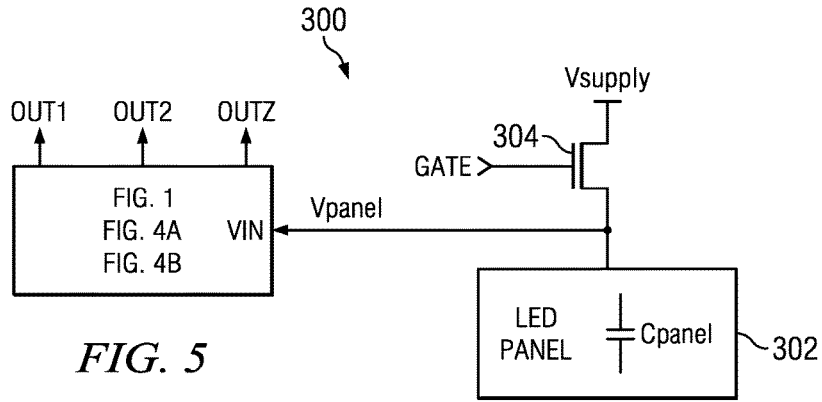 300
Vsupply
OUT1
OUT2
OUTZ
304
GATE
FIG. 1
FIG. 4A
FIG. 4B
VIN
Vpanel
LED
PANEL
Cpanel
302
FIG. 5